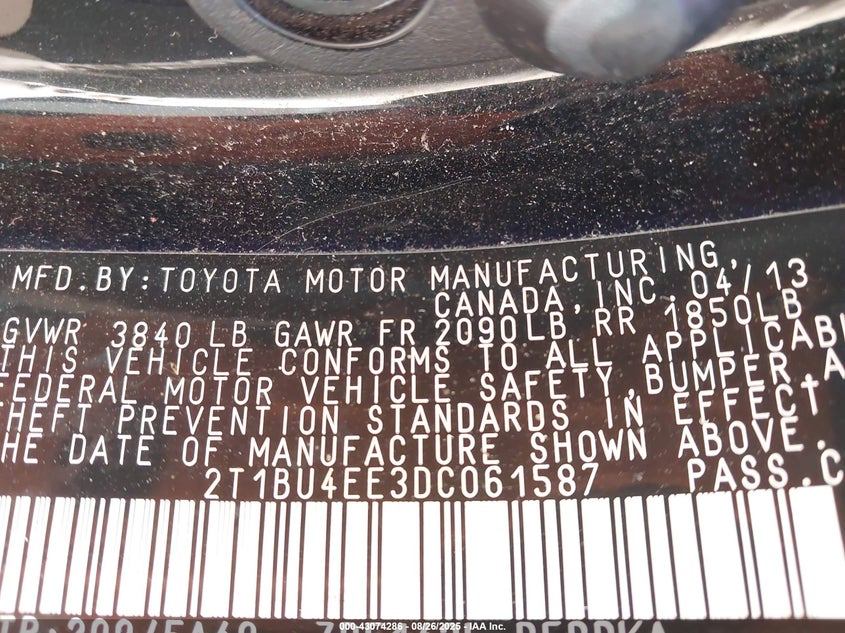 MFD.BY:TOYOTA MOTOR MANUFACTURING,
CANADA, INC. 04/13
GVWR 3840 LB GAWR FR 2090LB, RR 1850LB
THIS VEHICLE CONFORMS TO ALL APPLICABL
FEDERAL MOTOR VEHICLE SAFETY,BUMPER,A
THEFT PREVENTION STANDARDS IN EFFECT
HE DATE OF MANUFACTURE SHOWN ABOVE.
2T1BU4EE3DC061587 PASS.C
000-43074286 - 08/26/2025 - IAA Inc.